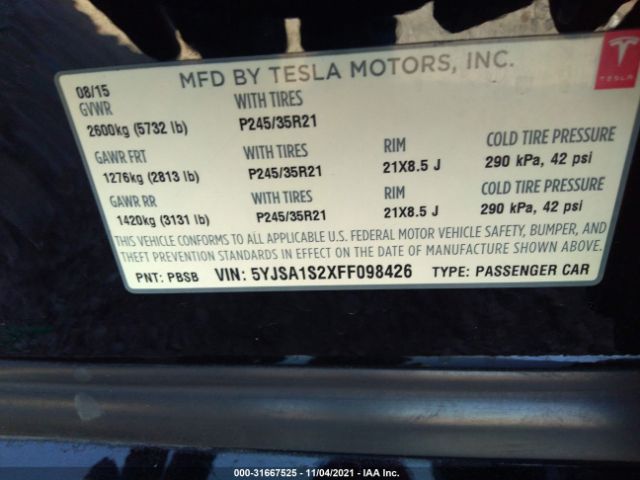 08/15 MFD BY TESLA MOTORS, INC.
TESLA
GVWR WITH TIRES
2600kg (5732 lb) P245/35R21
GAWR FRT WITH TIRES RIM COLD TIRE PRESSURE
1276kg (2813 lb) P245/35R21 21X8.5 J 290 kPa, 42 psi
GAWR RR WITH TIRES RIM COLD TIRE PRESSURE
1420kg (3131 lb) P245/35R21 21X8.5 J 290 kPa, 42 psi
THIS VEHICLE CONFORMS TO ALL APPLICABLE U.S. FEDERAL MOTOR VEHICLE SAFETY, BUMPER, AND
THEFT PREVENTION STANDARDS IN EFFECT ON THE DATE OF MANUFACTURE SHOWN ABOVE.
PNT: PBSB VIN: 5YJSA1S2XFF098426 TYPE: PASSENGER CAR
000-31667525 - 11/04/2021 - IAA Inc.